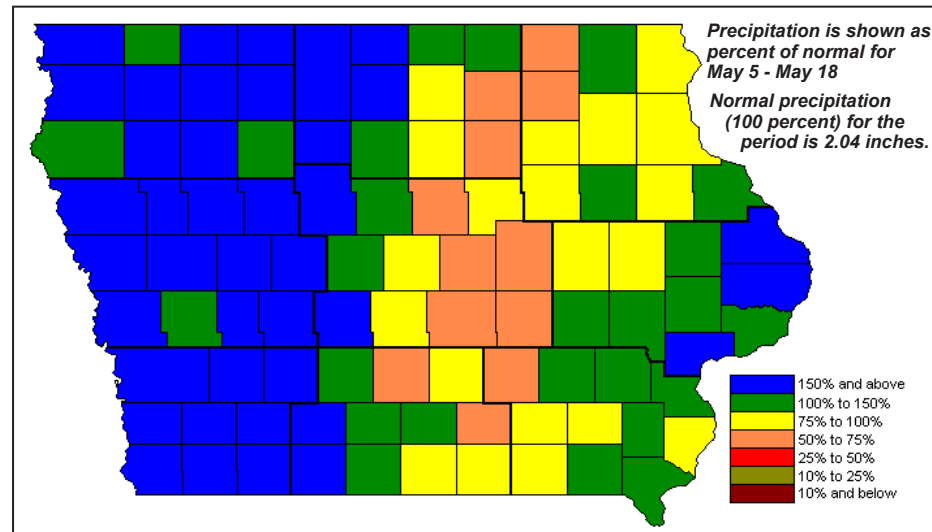 Precipitation is shown as
percent of normal for
May 5 - May 18
Normal precipitation
(100 percent) for the
period is 2.04 inches.
150% and above
100% to 150%
75% to 100%
50% to 75%
25% to 50%
10% to 25%
10% and below